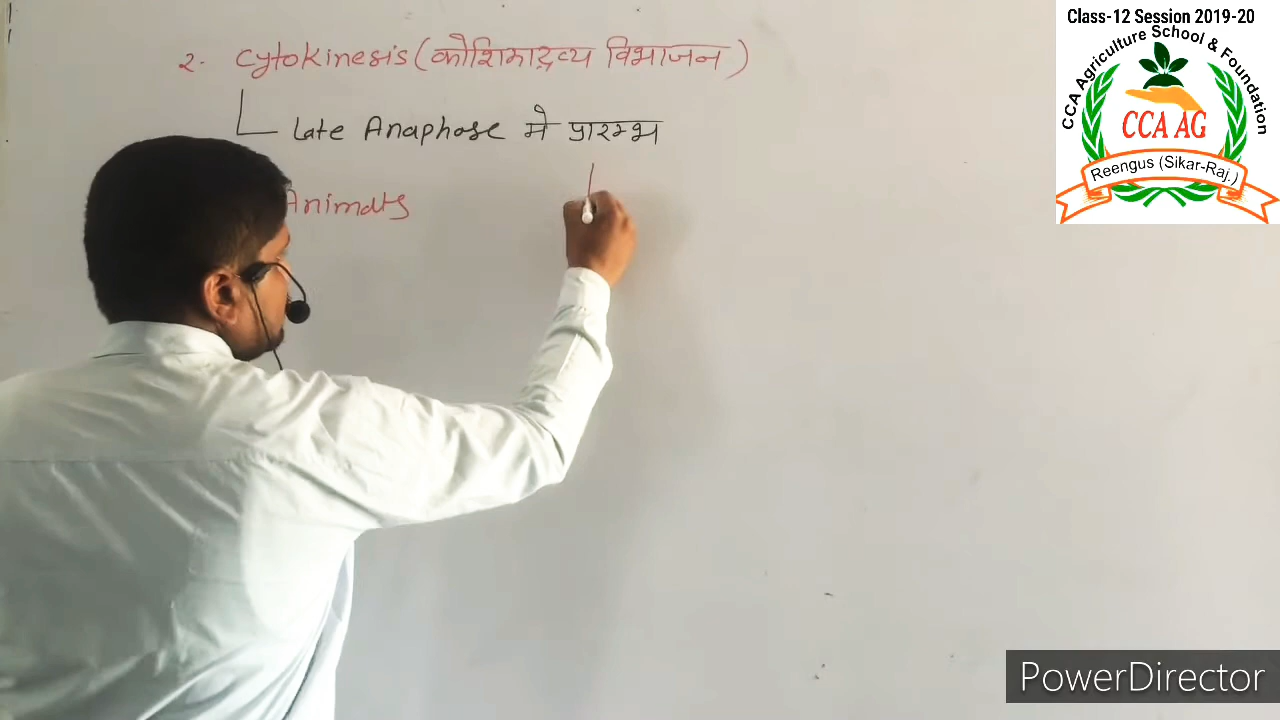 Class-12 Session 2019-20
CCA Agriculture School & Foundation
CCA AG
Reengus (Sikar-Raj.)
2. Cytokinesis (कोशिकाद्रव्य विभाजन)
Late Anaphase में प्रारम्भ
Animals
PowerDirector